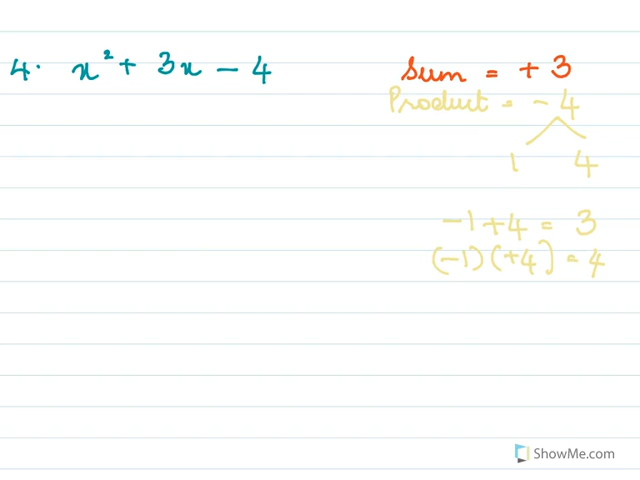 4. x² + 3x - 4
Sum = + 3
Product = - 4
1 4
-1 +4 = 3
(-1) (+4) = 4
ShowMe.com